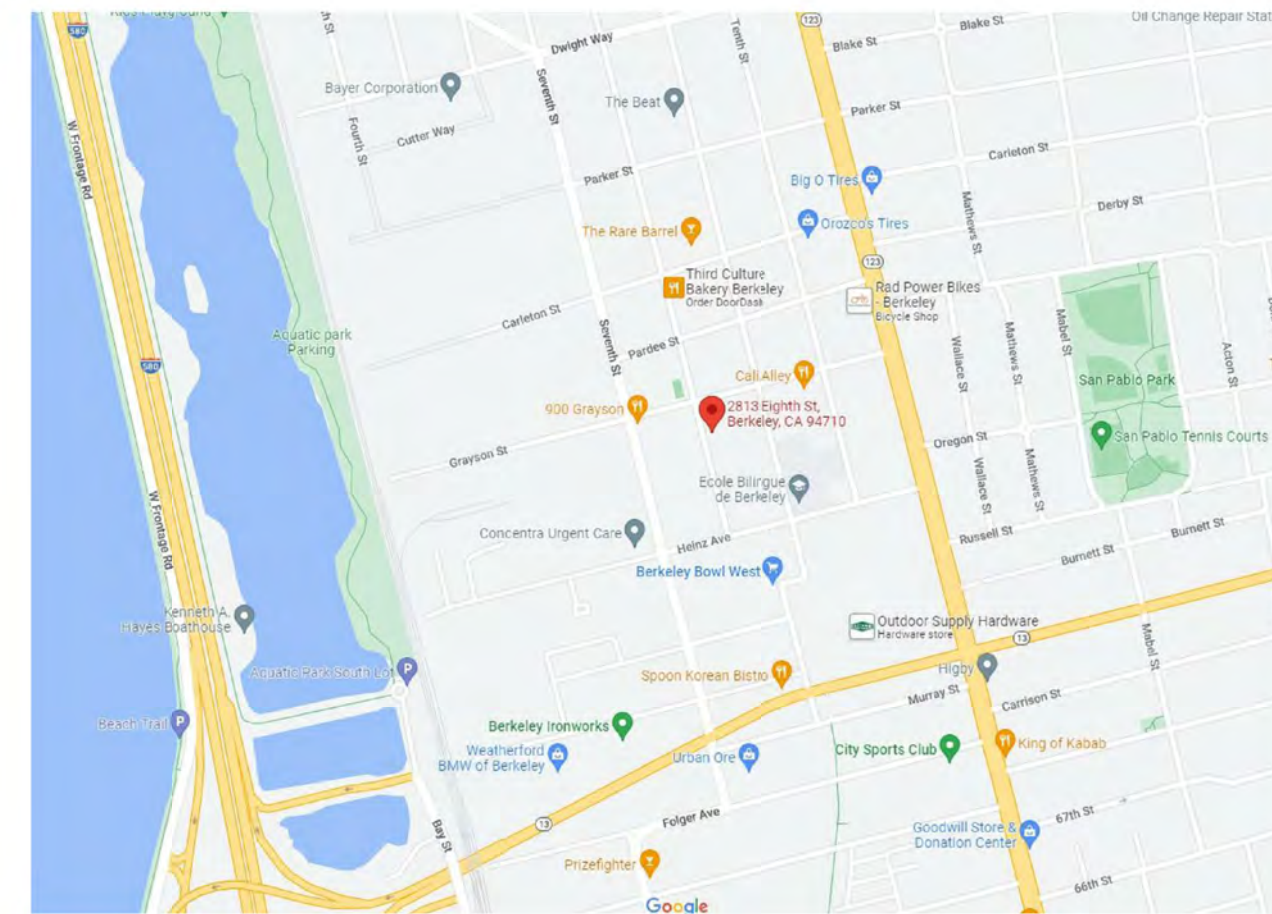 580
Dwight Way
Tenth St
123
Blake St
Blake St
Oil Change Repair Stat
Bayer Corporation
The Beat
Seventh St
Parker St
W Frontage Rd
Fourth St
Cutter Way
Carleton St
Parker St
Big O Tires
Mathews St
Derby St
The Rare Barrel
Orozco's Tires
123
Third Culture
Bakery Berkeley
Order DoorDash
Rad Power Bikes
- Berkeley
Bicycle Shop
Carleton St
Aquatic park
Parking
Seventh St
Pardee St
Wallace St
Mathews St
Mabel St
Acton St
580
Cali Alley
San Pablo Park
900 Grayson
2813 Eighth St,
Berkeley, CA 94710
Oregon St
San Pablo Tennis Courts
Grayson St
Ecole Bilingue
de Berkeley
Wallace St
Mathews St
W Frontage Rd
Concentra Urgent Care
Heinz Ave
Russell St
Burnett St
Burnett St
Berkeley Bowl West
Kenneth A.
Hayes Boathouse
Outdoor Supply Hardware
Hardware store
13
Mabel St
Aquatic Park South Lot
P
Spoon Korean Bistro
Higby
Murray St
Carrison St
Beach Trail
P
Berkeley Ironworks
Weatherford
BMW of Berkeley
Urban Ore
City Sports Club
King of Kabab
13
Bay St
Folger Ave
67th St
Goodwill Store &
Donation Center
Prizefighter
66th St
Google